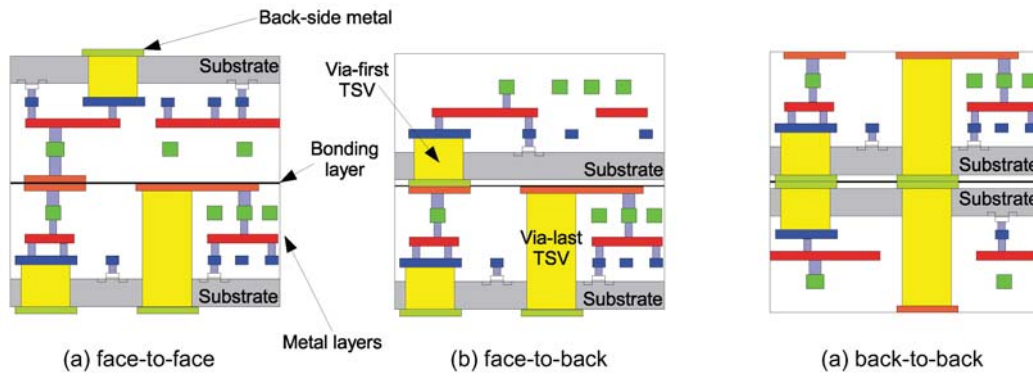 Back-side metal
Substrate
Bonding
layer
Substrate
Metal layers
(a) face-to-face
Via-first
TSV
Substrate
Via-last
TSV
Substrate
(b) face-to-back
Substrate
Substrate
(a) back-to-back